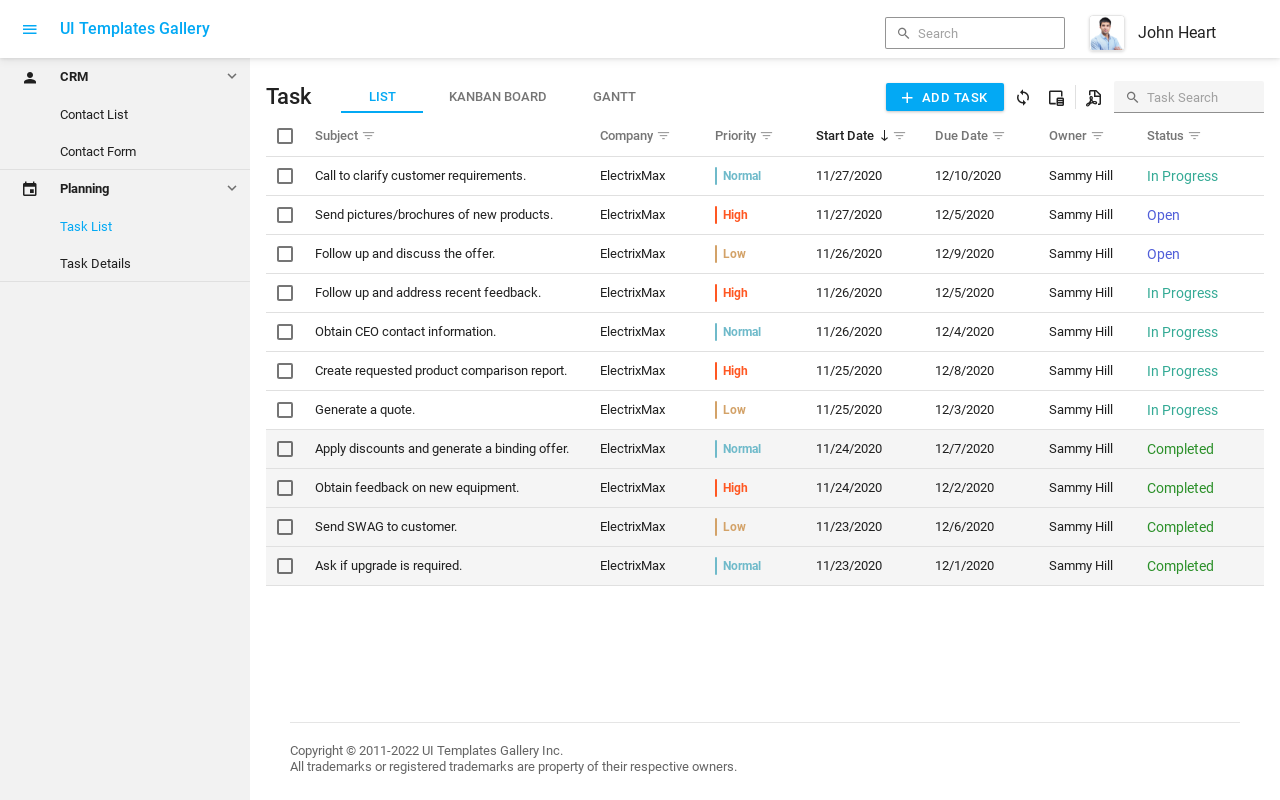 UI Templates Gallery
Search
John Heart
CRM
Contact List
Contact Form
Planning
Task List
Task Details
Task
LIST
KANBAN BOARD
GANTT
ADD TASK
Task Search
Subject Company Priority Start Date Due Date Owner Status
Call to clarify customer requirements. ElectrixMax Normal 11/27/2020 12/10/2020 Sammy Hill In Progress
Send pictures/brochures of new products. ElectrixMax High 11/27/2020 12/5/2020 Sammy Hill Open
Follow up and discuss the offer. ElectrixMax Low 11/26/2020 12/9/2020 Sammy Hill Open
Follow up and address recent feedback. ElectrixMax High 11/26/2020 12/5/2020 Sammy Hill In Progress
Obtain CEO contact information. ElectrixMax Normal 11/26/2020 12/4/2020 Sammy Hill In Progress
Create requested product comparison report. ElectrixMax High 11/25/2020 12/8/2020 Sammy Hill In Progress
Generate a quote. ElectrixMax Low 11/25/2020 12/3/2020 Sammy Hill In Progress
Apply discounts and generate a binding offer. ElectrixMax Normal 11/24/2020 12/7/2020 Sammy Hill Completed
Obtain feedback on new equipment. ElectrixMax High 11/24/2020 12/2/2020 Sammy Hill Completed
Send SWAG to customer. ElectrixMax Low 11/23/2020 12/6/2020 Sammy Hill Completed
Ask if upgrade is required. ElectrixMax Normal 11/23/2020 12/1/2020 Sammy Hill Completed
Copyright © 2011-2022 UI Templates Gallery Inc.
All trademarks or registered trademarks are property of their respective owners.